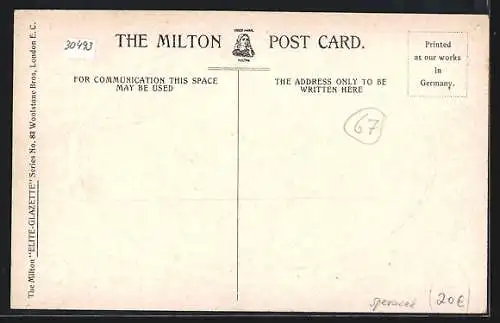 30493
THE MILTON POST CARD.
FOR COMMUNICATION THIS SPACE
MAY BE USED
THE ADDRESS ONLY TO BE
WRITTEN HERE
Printed
at our works
in
Germany.
67
The Milton "ELITE-GLAZETTE" Series No. 83 Woolstone Bros, London E. C.
(20€